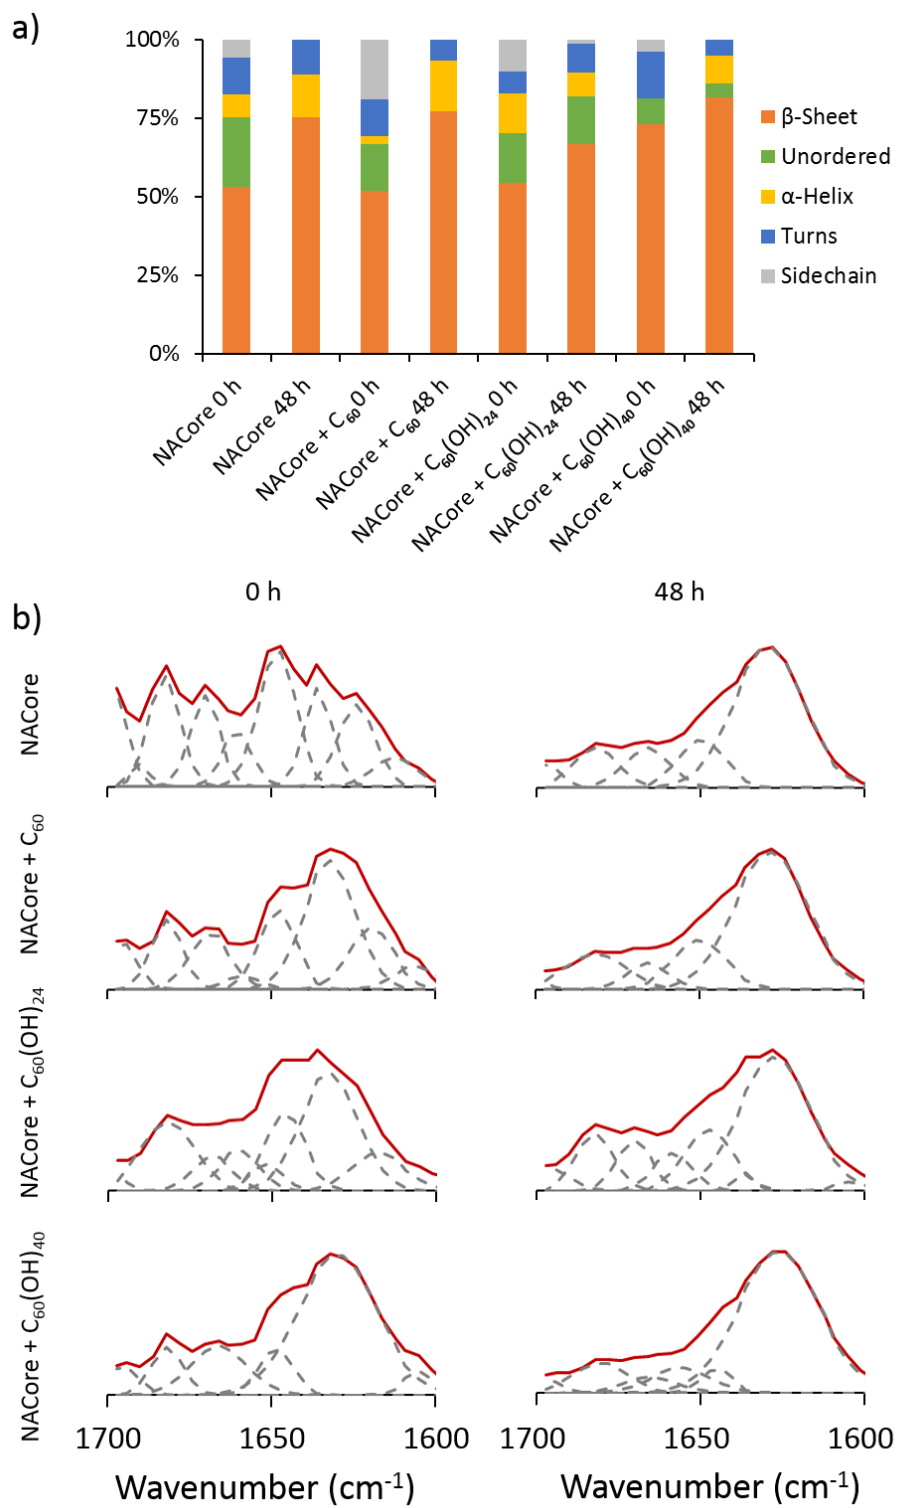 a)
100%
75%
50%
25%
0%
β-Sheet
Unordered
α-Helix
Turns
Sidechain
NACore 0 h
NACore 48 h
NACore + C₆₀ 0 h
NACore + C₆₀ 48 h
NACore + C₆₀(OH)₂₄ 0 h
NACore + C₆₀(OH)₂₄ 48 h
NACore + C₆₀(OH)₄₀ 0 h
NACore + C₆₀(OH)₄₀ 48 h
b)
0 h
48 h
NACore
NACore + C₆₀
NACore + C₆₀(OH)₂₄
NACore + C₆₀(OH)₄₀
1700 1650 1600
1700 1650 1600
Wavenumber (cm⁻¹)
Wavenumber (cm⁻¹)